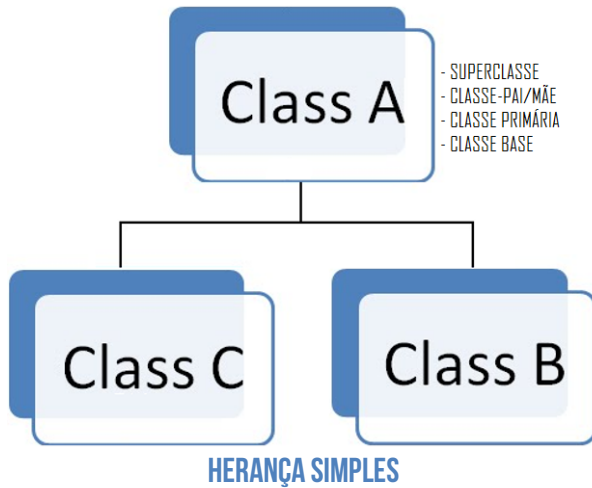 Class A
- SUPERCLASSE
- CLASSE-PAI/MÃE
- CLASSE PRIMÁRIA
- CLASSE BASE
Class C
Class B
HERANÇA SIMPLES